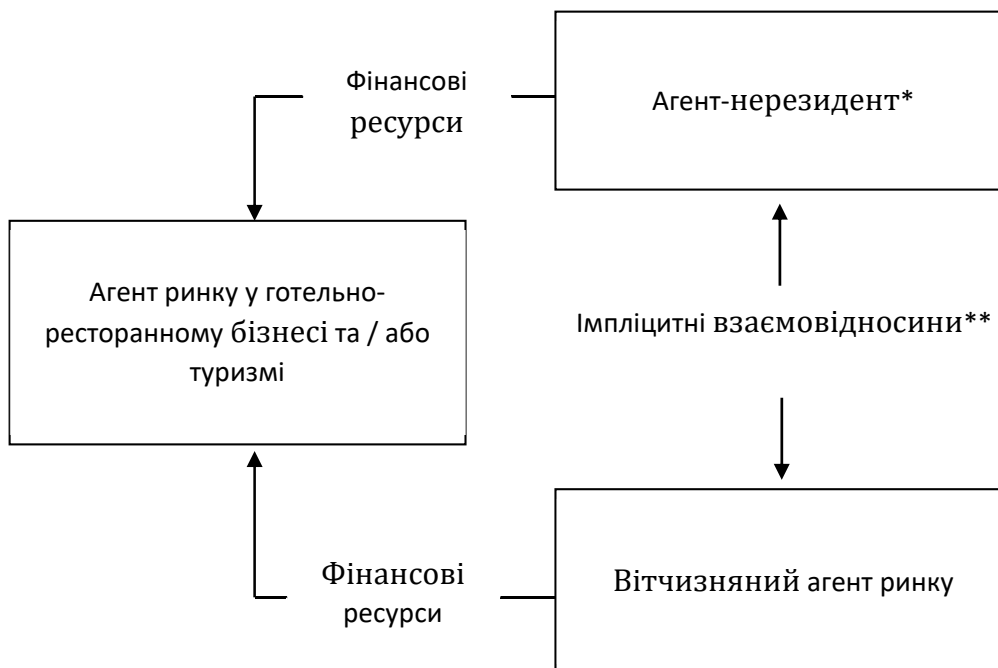 Фінансові
ресурси
Агент-нерезидент*
Агент ринку у готельно-
ресторанному бізнесі та / або
туризмі
Імпліцитні взаємовідносини**
Фінансові
ресурси
Вітчизняний агент ринку